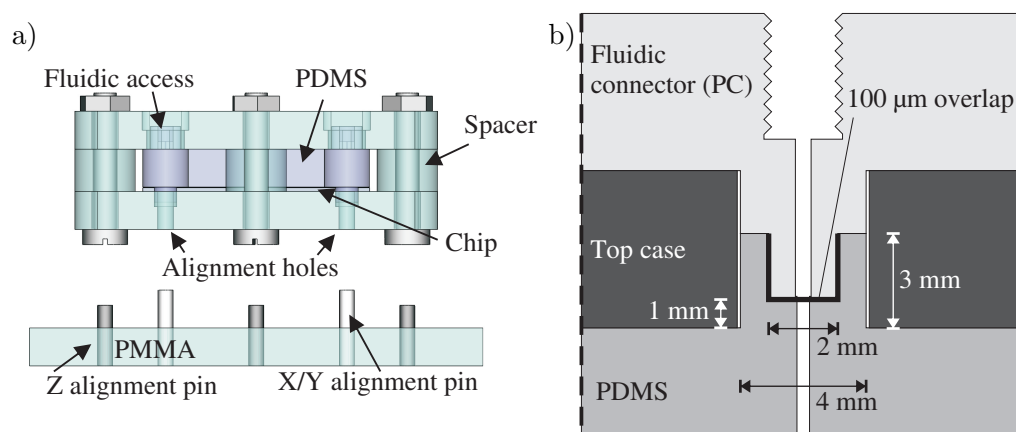 a)
Fluidic access
PDMS
Spacer
Chip
Alignment holes
PMMA
Z alignment pin
X/Y alignment pin
b)
Fluidic
connector (PC)
100 µm overlap
Top case
3 mm
1 mm
2 mm
PDMS
4 mm